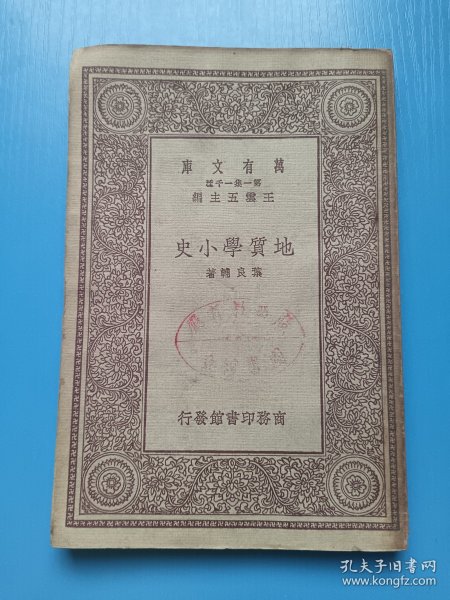 萬有文庫
第一集一千種
王雲五主編
地質學小史
葉良輔著
商務印書館發行
孔夫子旧书网
www.kongfz.com